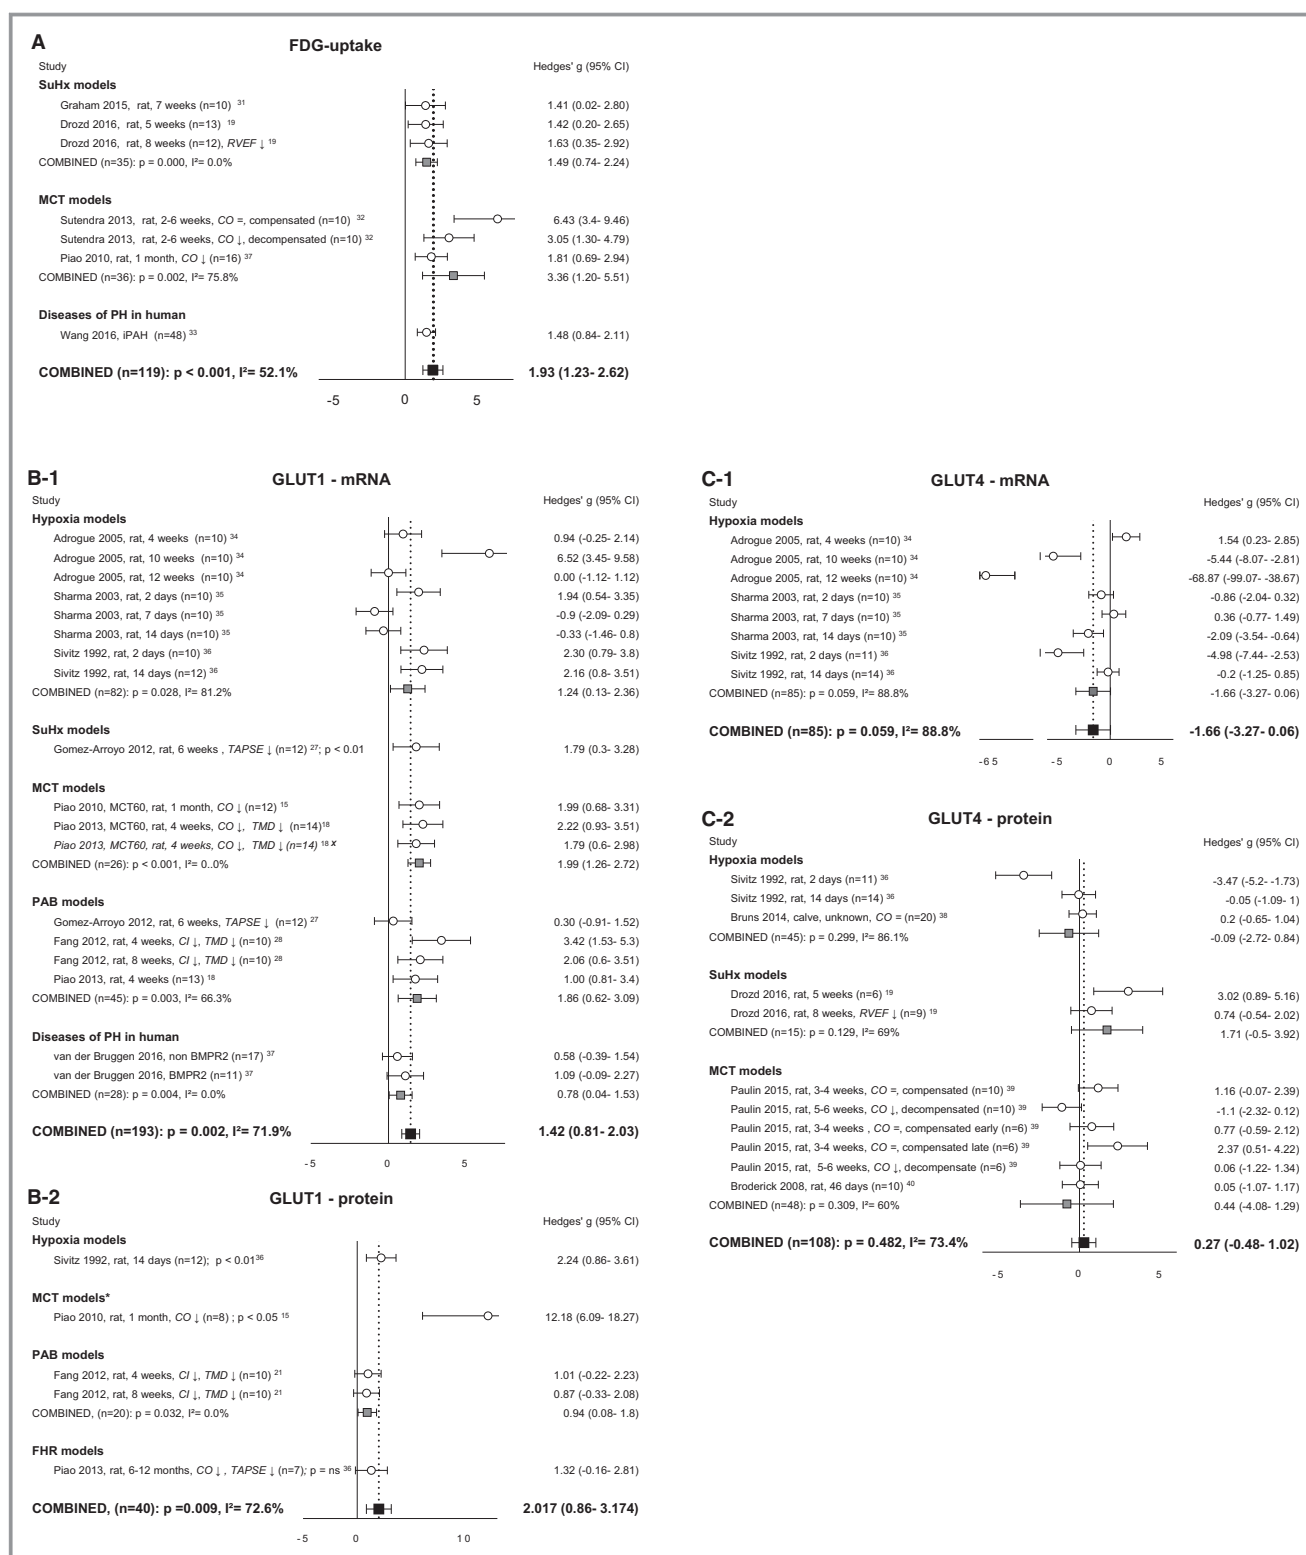 A
FDG-uptake
Study Hedges' g (95% CI)
SuHx models
Graham 2015, rat, 7 weeks (n=10) 31 1.41 (0.02- 2.80)
Drozd 2016, rat, 5 weeks (n=13) 19 1.42 (0.20- 2.65)
Drozd 2016, rat, 8 weeks (n=12), RVEF ↓ 19 1.63 (0.35- 2.92)
COMBINED (n=35): p = 0.000, I²= 0.0% 1.49 (0.74- 2.24)
MCT models
Sutendra 2013, rat, 2-6 weeks, CO =, compensated (n=10) 32 6.43 (3.4- 9.46)
Sutendra 2013, rat, 2-6 weeks, CO ↓, decompensated (n=10) 32 3.05 (1.30- 4.79)
Piao 2010, rat, 1 month, CO ↓ (n=16) 37 1.81 (0.69- 2.94)
COMBINED (n=36): p = 0.002, I²= 75.8% 3.36 (1.20- 5.51)
Diseases of PH in human
Wang 2016, iPAH (n=48) 33 1.48 (0.84- 2.11)
COMBINED (n=119): p < 0.001, I²= 52.1% 1.93 (1.23- 2.62)
-5 0 5
B-1
GLUT1 - mRNA
Study Hedges' g (95% CI)
Hypoxia models
Adrogue 2005, rat, 4 weeks (n=10) 34 0.94 (-0.25- 2.14)
Adrogue 2005, rat, 10 weeks (n=10) 34 6.52 (3.45- 9.58)
Adrogue 2005, rat, 12 weeks (n=10) 34 0.00 (-1.12- 1.12)
Sharma 2003, rat, 2 days (n=10) 35 1.94 (0.54- 3.35)
Sharma 2003, rat, 7 days (n=10) 35 -0.9 (-2.09- 0.29)
Sharma 2003, rat, 14 days (n=10) 35 -0.33 (-1.46- 0.8)
Sivitz 1992, rat, 2 days (n=10) 36 2.30 (0.79- 3.8)
Sivitz 1992, rat, 14 days (n=12) 36 2.16 (0.8- 3.51)
COMBINED (n=82): p = 0.028, I²= 81.2% 1.24 (0.13- 2.36)
SuHx models
Gomez-Arroyo 2012, rat, 6 weeks , TAPSE ↓ (n=12) 27; p < 0.01 1.79 (0.3- 3.28)
MCT models
Piao 2010, MCT60, rat, 1 month, CO ↓ (n=12) 15 1.99 (0.68- 3.31)
Piao 2013, MCT60, rat, 4 weeks, CO ↓, TMD ↓ (n=14)18 2.22 (0.93- 3.51)
Piao 2013, MCT60, rat, 4 weeks, CO ↓, TMD ↓ (n=14) 18 x 1.79 (0.6- 2.98)
COMBINED (n=26): p < 0.001, I²= 0..0% 1.99 (1.26- 2.72)
PAB models
Gomez-Arroyo 2012, rat, 6 weeks, TAPSE ↓ (n=12) 27 0.30 (-0.91- 1.52)
Fang 2012, rat, 4 weeks, CI ↓, TMD ↓ (n=10) 28 3.42 (1.53- 5.3)
Fang 2012, rat, 8 weeks, CI ↓, TMD ↓ (n=10) 28 2.06 (0.6- 3.51)
Piao 2013, rat, 4 weeks (n=13) 18 1.00 (0.81- 3.4)
COMBINED (n=45): p = 0.003, I²= 66.3% 1.86 (0.62- 3.09)
Diseases of PH in human
van der Bruggen 2016, non BMPR2 (n=17) 37 0.58 (-0.39- 1.54)
van der Bruggen 2016, BMPR2 (n=11) 37 1.09 (-0.09- 2.27)
COMBINED (n=28): p = 0.004, I²= 0.0% 0.78 (0.04- 1.53)
COMBINED (n=193): p = 0.002, I²= 71.9% 1.42 (0.81- 2.03)
-5 0 5
B-2
GLUT1 - protein
Study Hedges' g (95% CI)
Hypoxia models
Sivitz 1992, rat, 14 days (n=12); p < 0.01 36 2.24 (0.86- 3.61)
MCT models*
Piao 2010, rat, 1 month, CO ↓ (n=8) ; p < 0.05 15 12.18 (6.09- 18.27)
PAB models
Fang 2012, rat, 4 weeks, CI ↓, TMD ↓ (n=10) 21 1.01 (-0.22- 2.23)
Fang 2012, rat, 8 weeks, CI ↓, TMD ↓ (n=10) 21 0.87 (-0.33- 2.08)
COMBINED, (n=20): p = 0.032, I²= 0.0% 0.94 (0.08- 1.8)
FHR models
Piao 2013, rat, 6-12 months, CO ↓ , TAPSE ↓ (n=7); p = ns 36 1.32 (-0.16- 2.81)
COMBINED, (n=40): p =0.009, I²= 72.6% 2.017 (0.86- 3.174)
-5 0 10
C-1
GLUT4 - mRNA
Study Hedges' g (95% CI)
Hypoxia models
Adrogue 2005, rat, 4 weeks (n=10) 34 1.54 (0.23- 2.85)
Adrogue 2005, rat, 10 weeks (n=10) 34 -5.44 (-8.07- -2.81)
Adrogue 2005, rat, 12 weeks (n=10) 34 -68.87 (-99.07- -38.67)
Sharma 2003, rat, 2 days (n=10) 35 -0.86 (-2.04- 0.32)
Sharma 2003, rat, 7 days (n=10) 35 0.36 (-0.77- 1.49)
Sharma 2003, rat, 14 days (n=10) 35 -2.09 (-3.54- -0.64)
Sivitz 1992, rat, 2 days (n=11) 36 -4.98 (-7.44- -2.53)
Sivitz 1992, rat, 14 days (n=14) 36 -0.2 (-1.25- 0.85)
COMBINED (n=85): p = 0.059, I²= 88.8% -1.66 (-3.27- 0.06)
COMBINED (n=85): p = 0.059, I²= 88.8% -1.66 (-3.27- 0.06)
-65 -5 0 5
C-2
GLUT4 - protein
Study Hedges' g (95% CI)
Hypoxia models
Sivitz 1992, rat, 2 days (n=11) 36 -3.47 (-5.2- -1.73)
Sivitz 1992, rat, 14 days (n=14) 36 -0.05 (-1.09- 1)
Bruns 2014, calve, unknown, CO = (n=20) 38 0.2 (-0.65- 1.04)
COMBINED (n=45): p = 0.299, I²= 86.1% -0.09 (-2.72- 0.84)
SuHx models
Drozd 2016, rat, 5 weeks (n=6) 19 3.02 (0.89- 5.16)
Drozd 2016, rat, 8 weeks, RVEF ↓ (n=9) 19 0.74 (-0.54- 2.02)
COMBINED (n=15): p = 0.129, I²= 69% 1.71 (-0.5- 3.92)
MCT models
Paulin 2015, rat, 3-4 weeks, CO =, compensated (n=10) 39 1.16 (-0.07- 2.39)
Paulin 2015, rat, 5-6 weeks, CO ↓, decompensated (n=10) 39 -1.1 (-2.32- 0.12)
Paulin 2015, rat, 3-4 weeks , CO =, compensated early (n=6) 39 0.77 (-0.59- 2.12)
Paulin 2015, rat, 3-4 weeks, CO =, compensated late (n=6) 39 2.37 (0.51- 4.22)
Paulin 2015, rat, 5-6 weeks, CO ↓, decompensate (n=6) 39 0.06 (-1.22- 1.34)
Broderick 2008, rat, 46 days (n=10) 40 0.05 (-1.07- 1.17)
COMBINED (n=48): p = 0.309, I²= 60% 0.44 (-4.08- 1.29)
COMBINED (n=108): p = 0.482, I²= 73.4% 0.27 (-0.48- 1.02)
-5 0 5